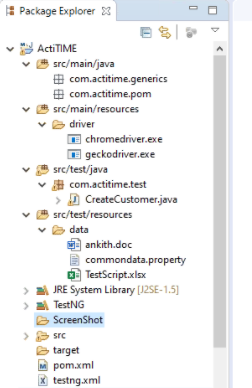 Package Explorer
ActiTIME
src/main/java
com.actitime.generics
com.actitime.pom
src/main/resources
driver
chromedriver.exe
geckodriver.exe
src/test/java
com.actitime.test
CreateCustomer.java
src/test/resources
data
ankith.doc
commondata.property
TestScript.xlsx
JRE System Library [J2SE-1.5]
TestNG
ScreenShot
src
target
pom.xml
testng.xml